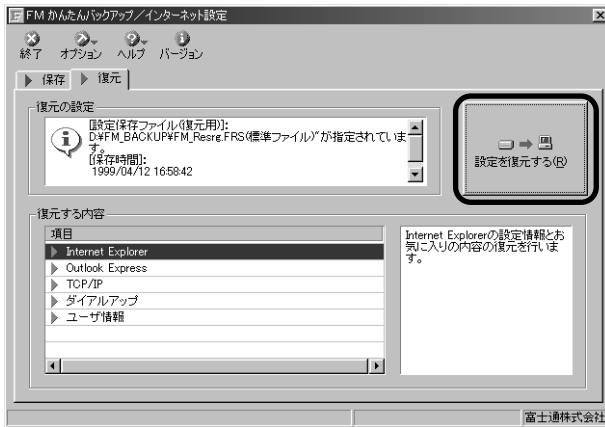 FM かんたんバックアップ／インターネット設定
終了 オプション ヘルプ バージョン
保存 復元
復元の設定
[設定保存ファイル(復元用)]:
D:¥FM_BACKUP¥FM_Resrg.FRS(標準ファイル)"が指定されていま
す。
[保存時間]:
1999/04/12 16:58:42
設定を復元する(R)
復元する内容
項目
Internet Explorer
Outlook Express
TCP/IP
ダイアルアップ
ユーザ情報
Internet Explorerの設定情報とお
気に入りの内容の復元を行いま
す。
富士通株式会社